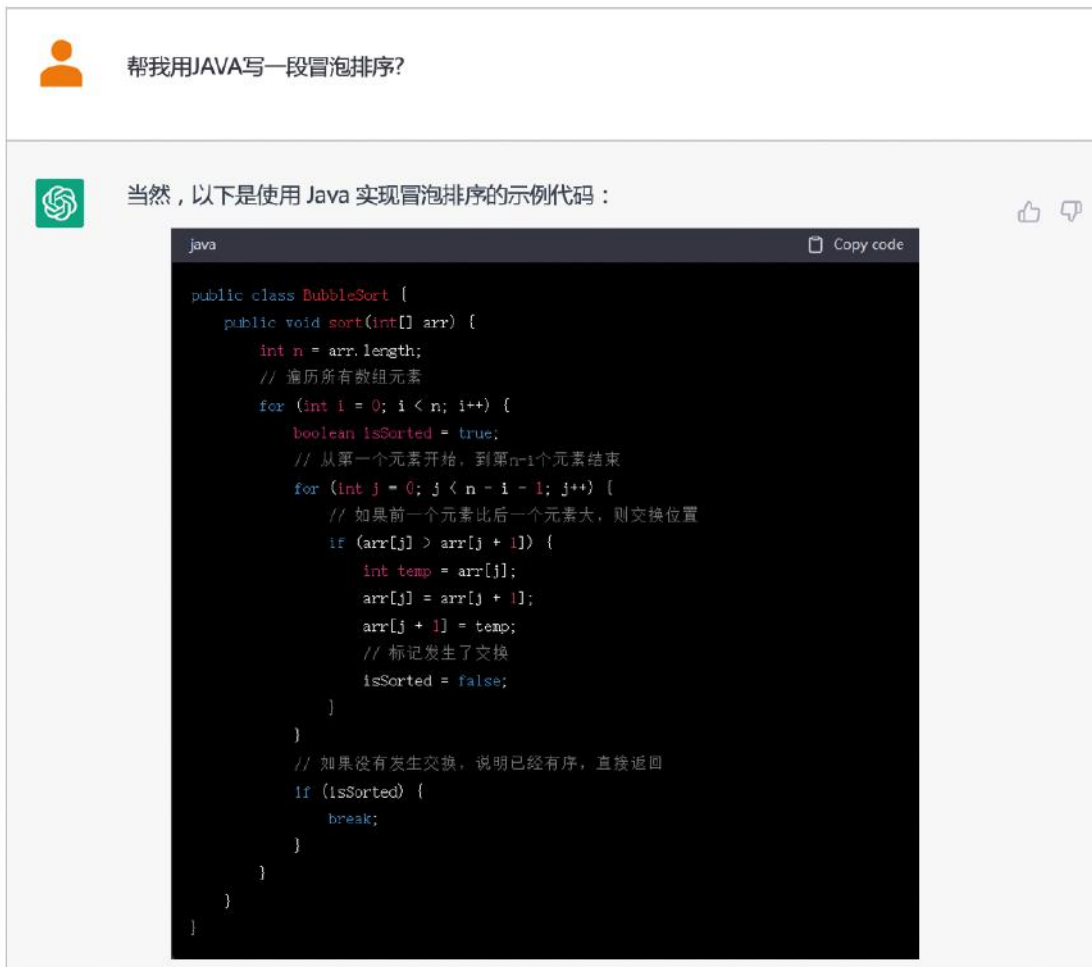 帮我用JAVA写一段冒泡排序?
当然，以下是使用 Java 实现冒泡排序的示例代码：
java
Copy code
public class BubbleSort {
    public void sort(int[] arr) {
        int n = arr.length;
        // 遍历所有数组元素
        for (int i = 0; i < n; i++) {
            boolean isSorted = true;
            // 从第一个元素开始，到第n-i个元素结束
            for (int j = 0; j < n - i - 1; j++) {
                // 如果前一个元素比后一个元素大，则交换位置
                if (arr[j] > arr[j + 1]) {
                    int temp = arr[j];
                    arr[j] = arr[j + 1];
                    arr[j + 1] = temp;
                    // 标记发生了交换
                    isSorted = false;
                }
            }
            // 如果没有发生交换，说明已经有序，直接返回
            if (isSorted) {
                break;
            }
        }
    }
}